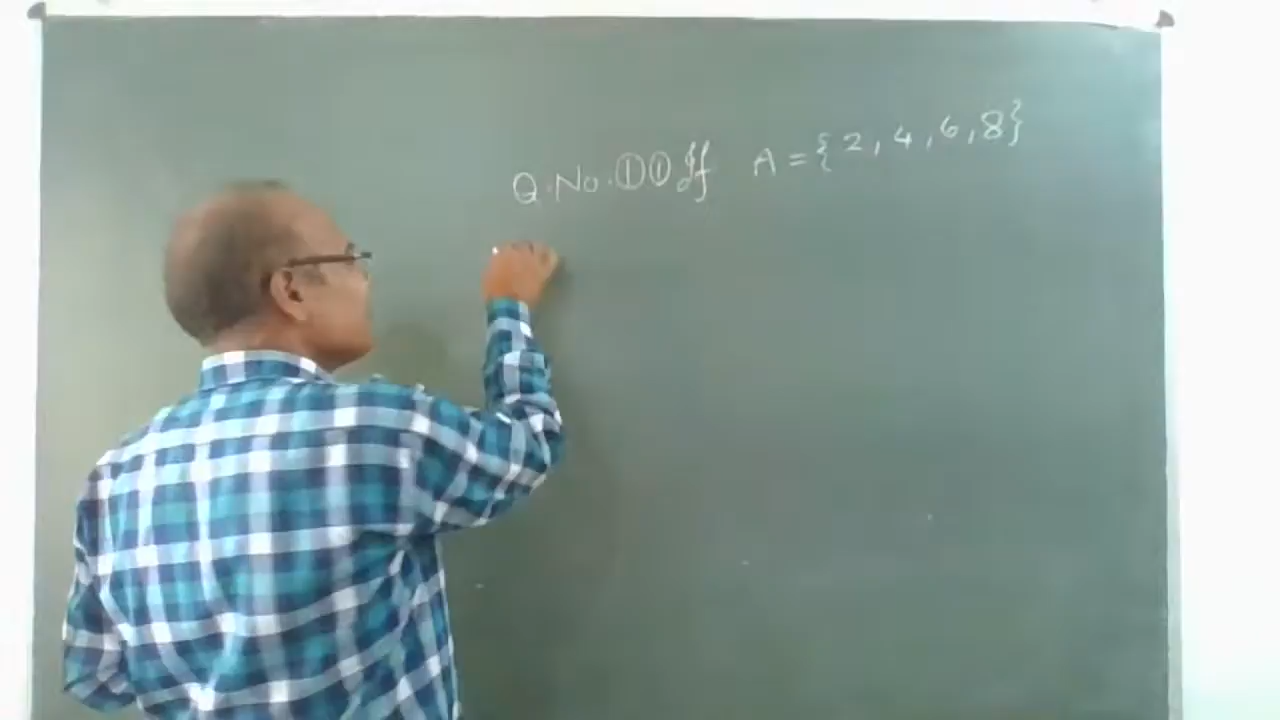 Q.No.①① If A = {2, 4, 6, 8}